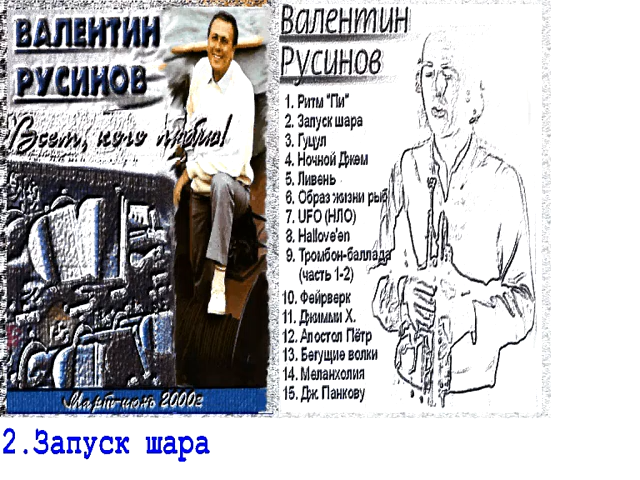 ВАЛЕНТИН
РУСИНОВ
Всем, кого люблю!
Март-июнь 2000г
Валентин
Русинов
1. Ритм "Пи"
2. Запуск шара
3. Гуцул
4. Ночной Джем
5. Ливень
6. Образ жизни рыб
7. UFO (НЛО)
8. Hallove'en
9. Тромбон-баллада
(часть 1-2)
10. Фейрверк
11. Джимми Х.
12. Апостол Пётр
13. Бегущие волки
14. Меланхолия
15. Дж. Панкову
2.Запуск шара